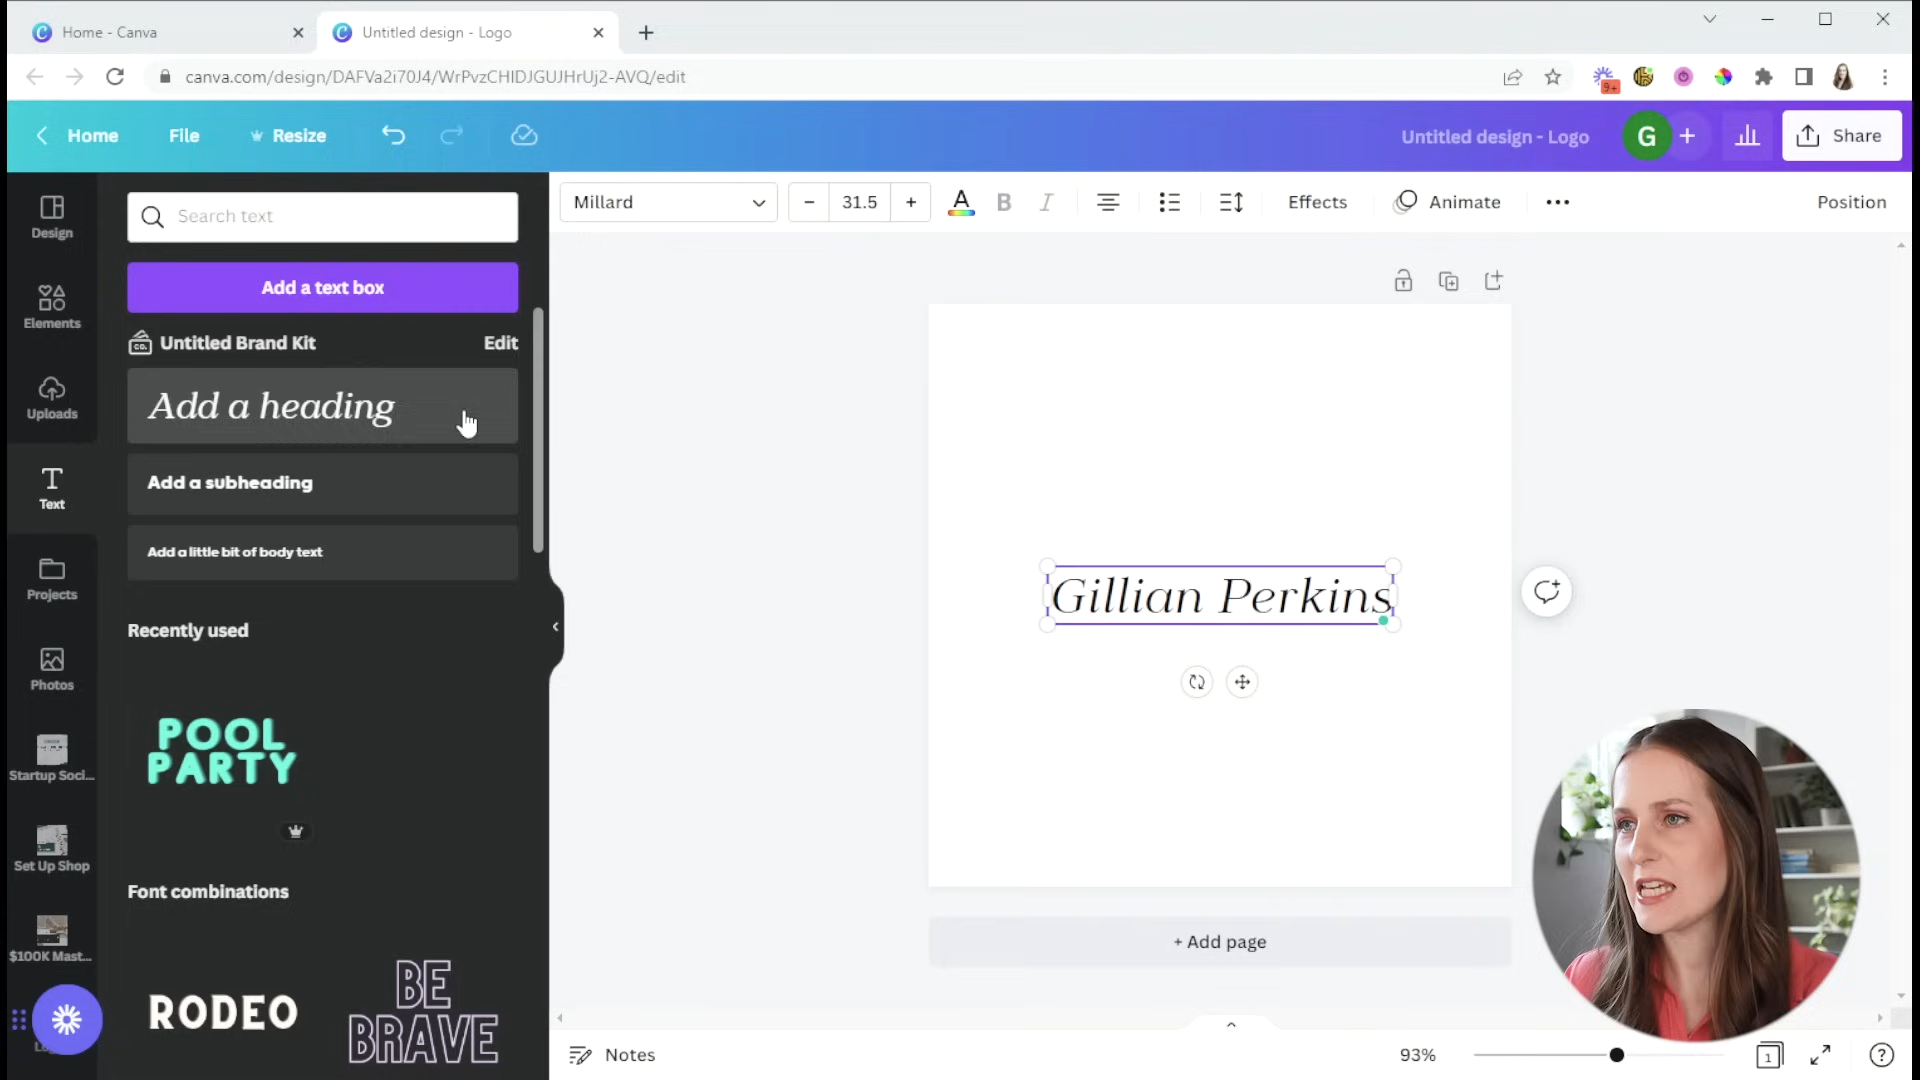 Home - Canva
Untitled design - Logo
canva.com/design/DAFVa2i70J4/WrPvzCHIDJGUJHrUj2-AVQ/edit
9+
Home
File
Resize
Untitled design - Logo
G
Share
Design
Elements
Uploads
Text
Projects
Photos
Startup Soci...
Set Up Shop
$100K Mast...
Search text
Add a text box
CO.
Untitled Brand Kit
Edit
Add a heading
Add a subheading
Add a little bit of body text
Recently used
POOL
PARTY
Font combinations
RODEO
BE
BRAVE
Millard
31.5
A
B
I
Effects
Animate
Position
Gillian Perkins
+ Add page
Notes
93%
1